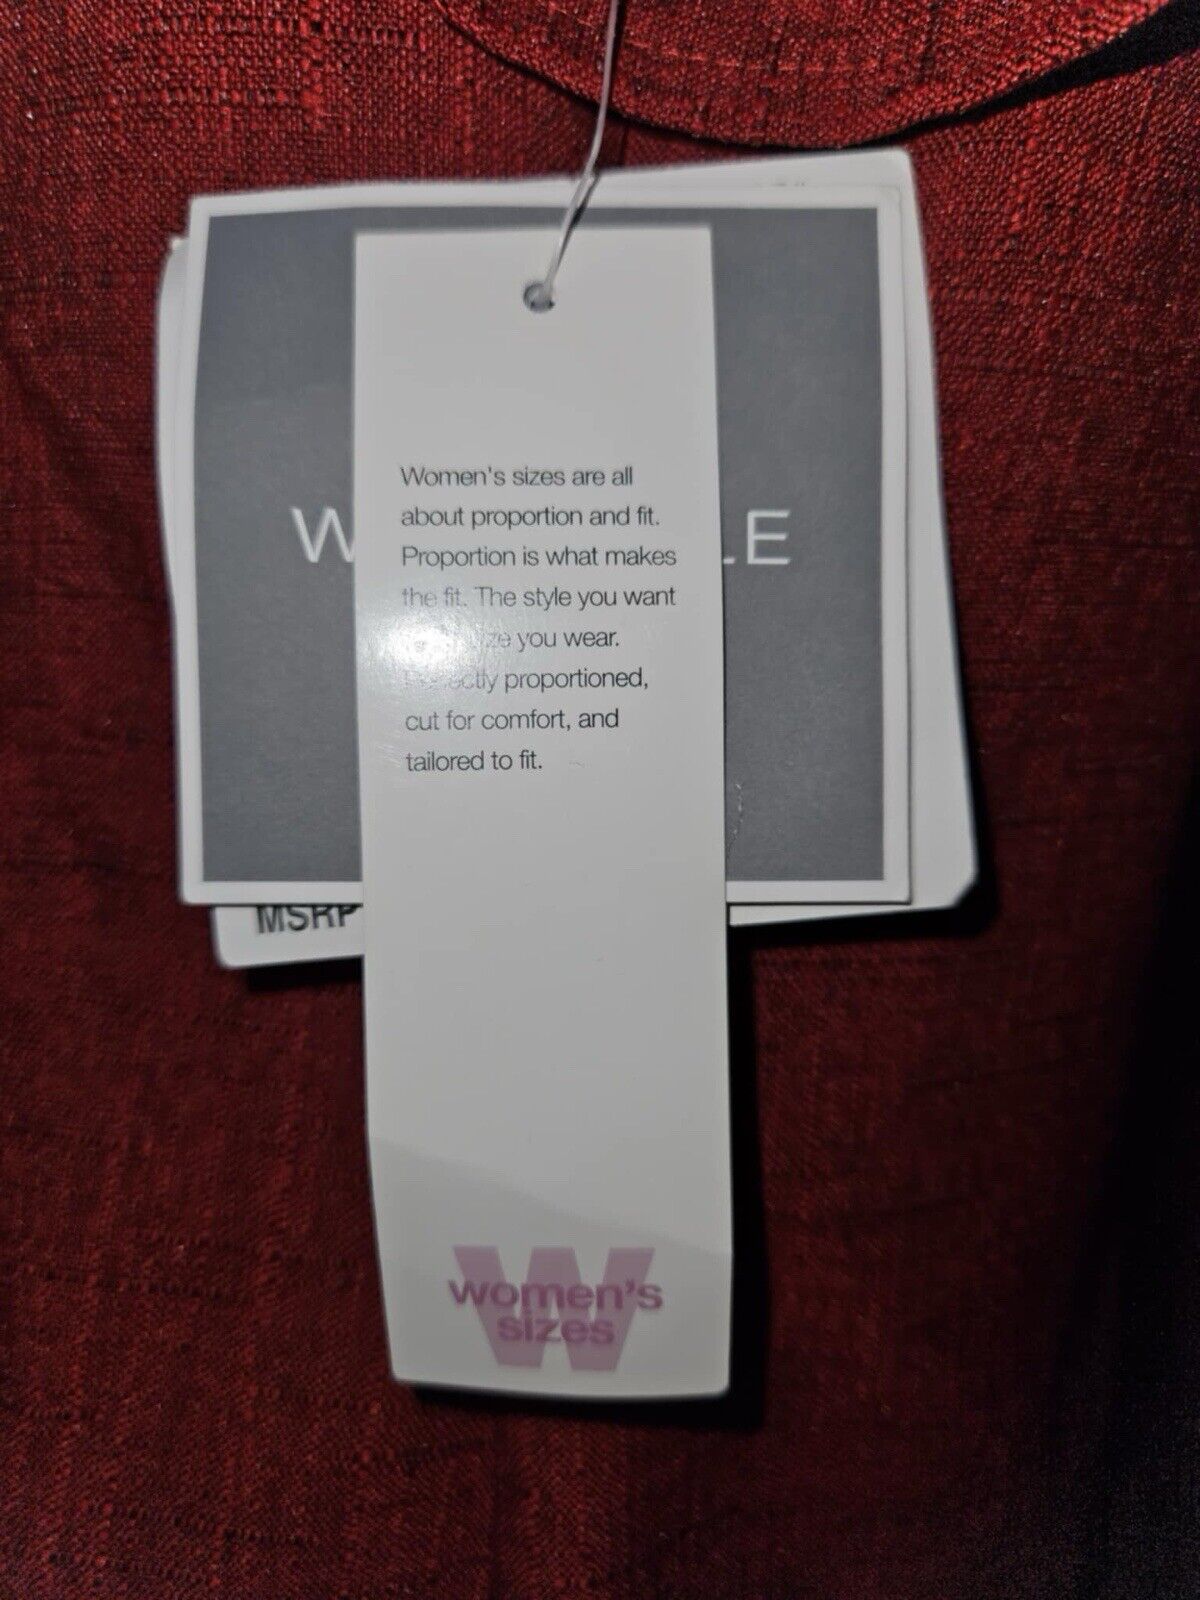 Women's sizes are all
about proportion and fit.
Proportion is what makes
the fit. The style you want
you wear.
proportioned,
cut for comfort, and
tailored to fit.
W LE
MSRP
W
women's
sizes